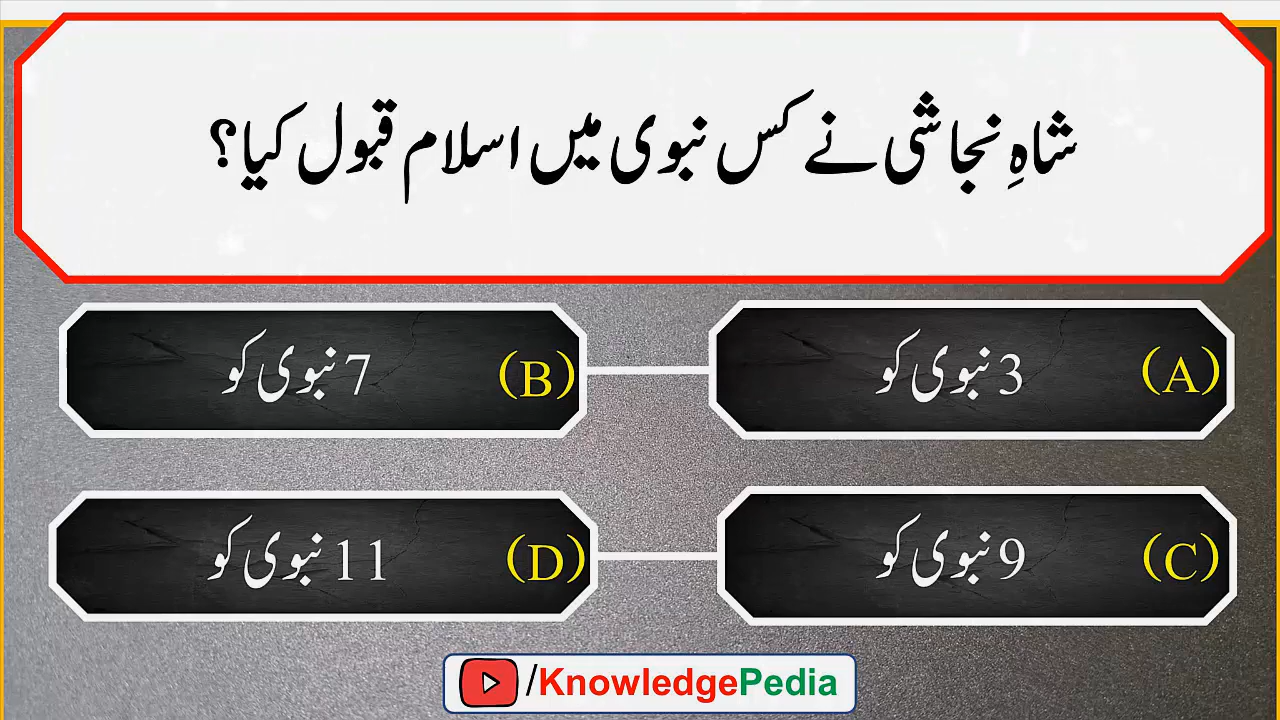 شاہِ نجاشی نے کس نبوی میں اسلام قبول کیا؟
(A) 3 نبوی کو
(B) 7 نبوی کو
(C) 9 نبوی کو
(D) 11 نبوی کو
/KnowledgePedia